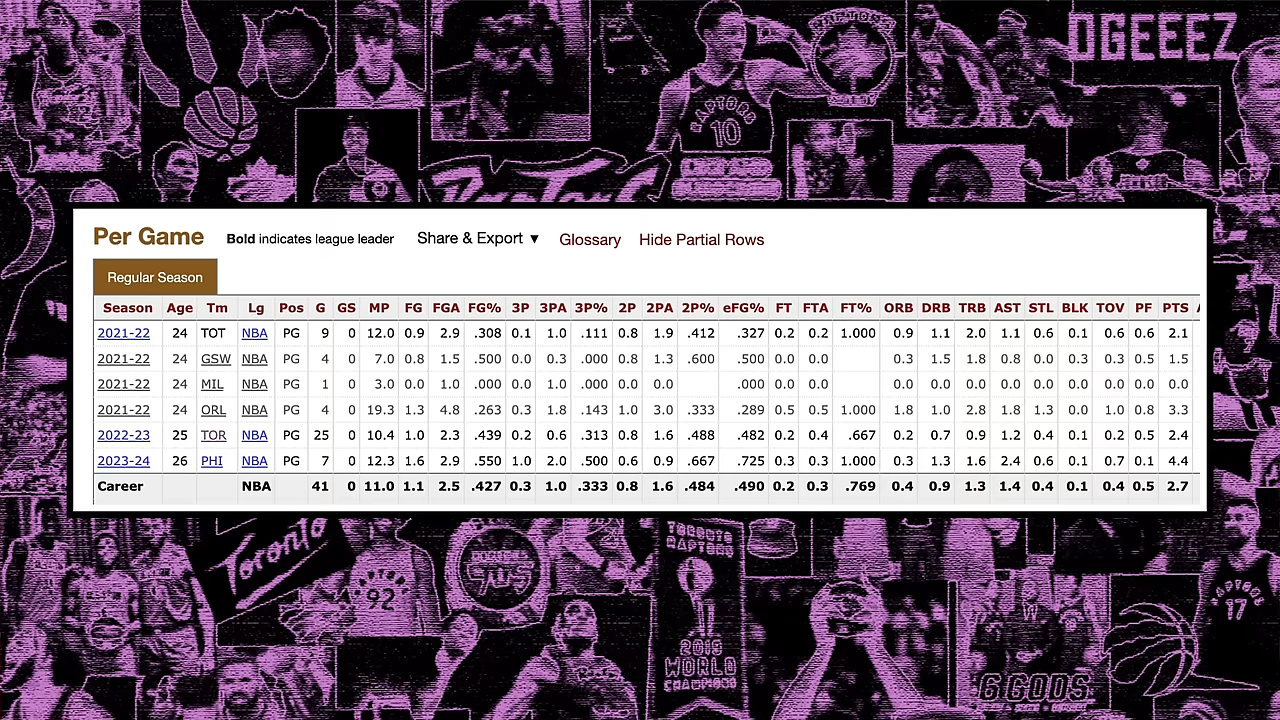 OGEEEZ
RAPTORS
10
Per Game Bold indicates league leader Share & Export ▼ Glossary Hide Partial Rows
Regular Season
Season Age Tm Lg Pos G GS MP FG FGA FG% 3P 3PA 3P% 2P 2PA 2P% eFG% FT FTA FT% ORB DRB TRB AST STL BLK TOV PF PTS
2021-22 24 TOT NBA PG 9 0 12.0 0.9 2.9 .308 0.1 1.0 .111 0.8 1.9 .412 .327 0.2 0.2 1.000 0.9 1.1 2.0 1.1 0.6 0.1 0.6 0.6 2.1
2021-22 24 GSW NBA PG 4 0 7.0 0.8 1.5 .500 0.0 0.3 .000 0.8 1.3 .600 .500 0.0 0.0 0.3 1.5 1.8 0.8 0.0 0.3 0.3 0.5 1.5
2021-22 24 MIL NBA PG 1 0 3.0 0.0 1.0 .000 0.0 1.0 .000 0.0 0.0 .000 0.0 0.0 0.0 0.0 0.0 0.0 0.0 0.0 0.0 0.0 0.0
2021-22 24 ORL NBA PG 4 0 19.3 1.3 4.8 .263 0.3 1.8 .143 1.0 3.0 .333 .289 0.5 0.5 1.000 1.8 1.0 2.8 1.8 1.3 0.0 1.0 0.8 3.3
2022-23 25 TOR NBA PG 25 0 10.4 1.0 2.3 .439 0.2 0.6 .313 0.8 1.6 .488 .482 0.2 0.4 .667 0.2 0.7 0.9 1.2 0.4 0.1 0.2 0.5 2.4
2023-24 26 PHI NBA PG 7 0 12.3 1.6 2.9 .550 1.0 2.0 .500 0.6 0.9 .667 .725 0.3 0.3 1.000 0.3 1.3 1.6 2.4 0.6 0.1 0.7 0.1 4.4
Career NBA 41 0 11.0 1.1 2.5 .427 0.3 1.0 .333 0.8 1.6 .484 .490 0.2 0.3 .769 0.4 0.9 1.3 1.4 0.4 0.1 0.4 0.5 2.7
Toronto
TORONTO
RAPTORS
RAPTORS
92
RAPTORS
17
2019
WORLD
CHAMPIONS
6 GODS